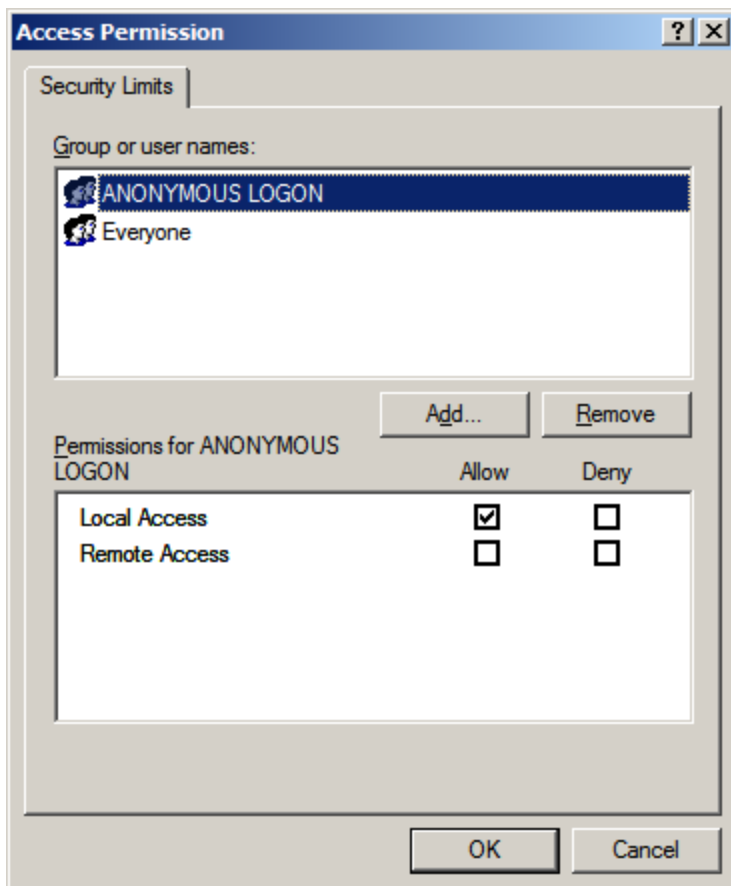 Access Permission
Security Limits
Group or user names:
ANONYMOUS LOGON
Everyone
Add...
Remove
Permissions for ANONYMOUS
LOGON
Allow
Deny
Local Access
Remote Access
OK
Cancel